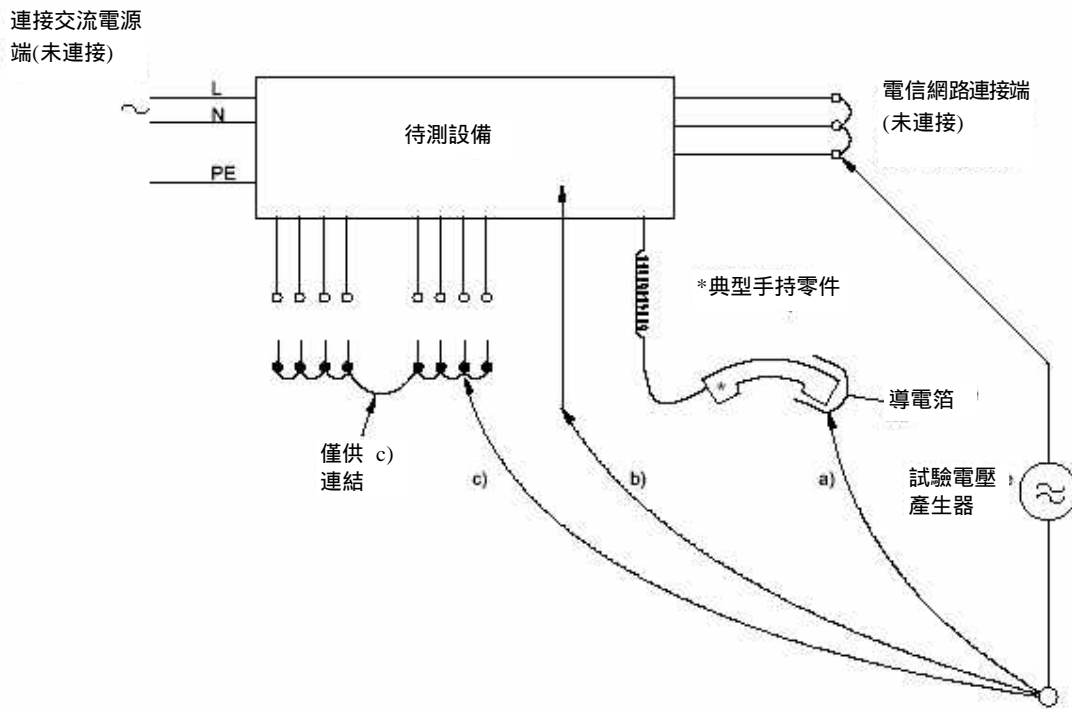 連接交流電源
端(未連接)
L
N
PE
待測設備
電信網路連接端
(未連接)
*典型手持零件
*
導電箔
僅供 c)
連結
c)
b)
a)
試驗電壓
產生器